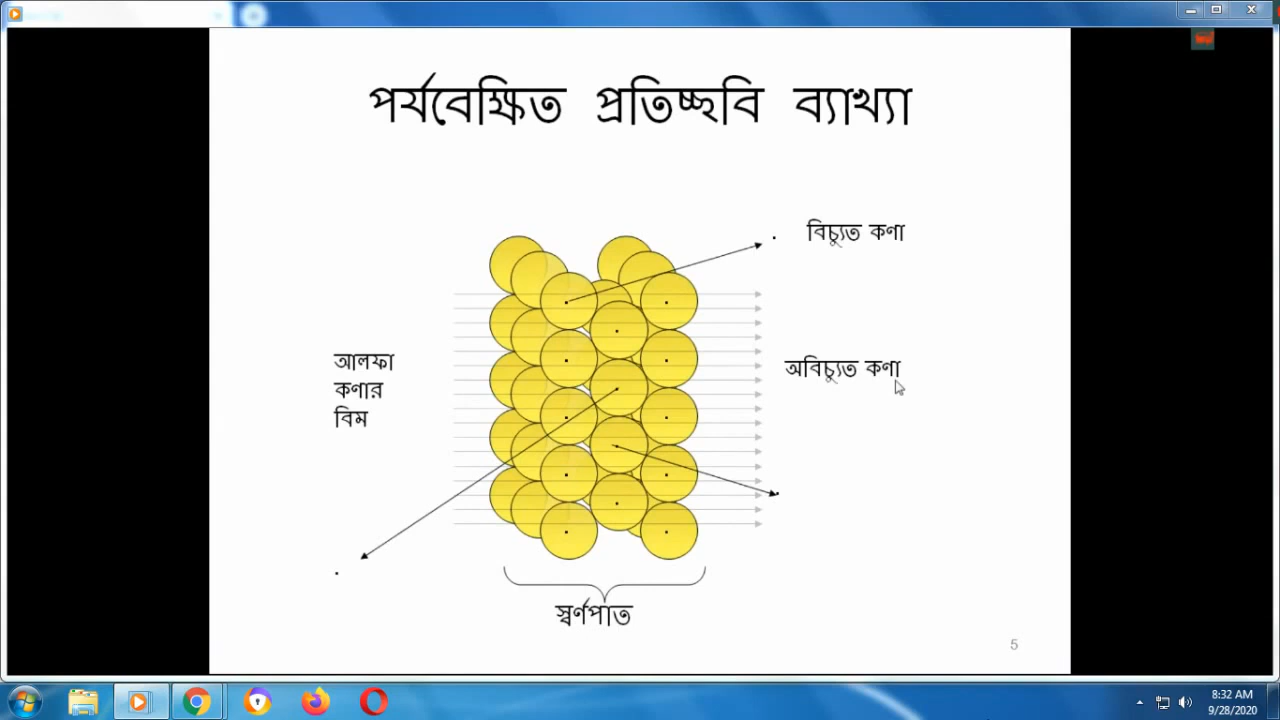 পর্যবেক্ষিত প্রতিচ্ছবি ব্যাখ্যা
বিচ্যুত কণা
আলফা
কণার
বিম
অবিচ্যুত কণা
স্বর্ণপাত
5
8:32 AM
9/28/2020